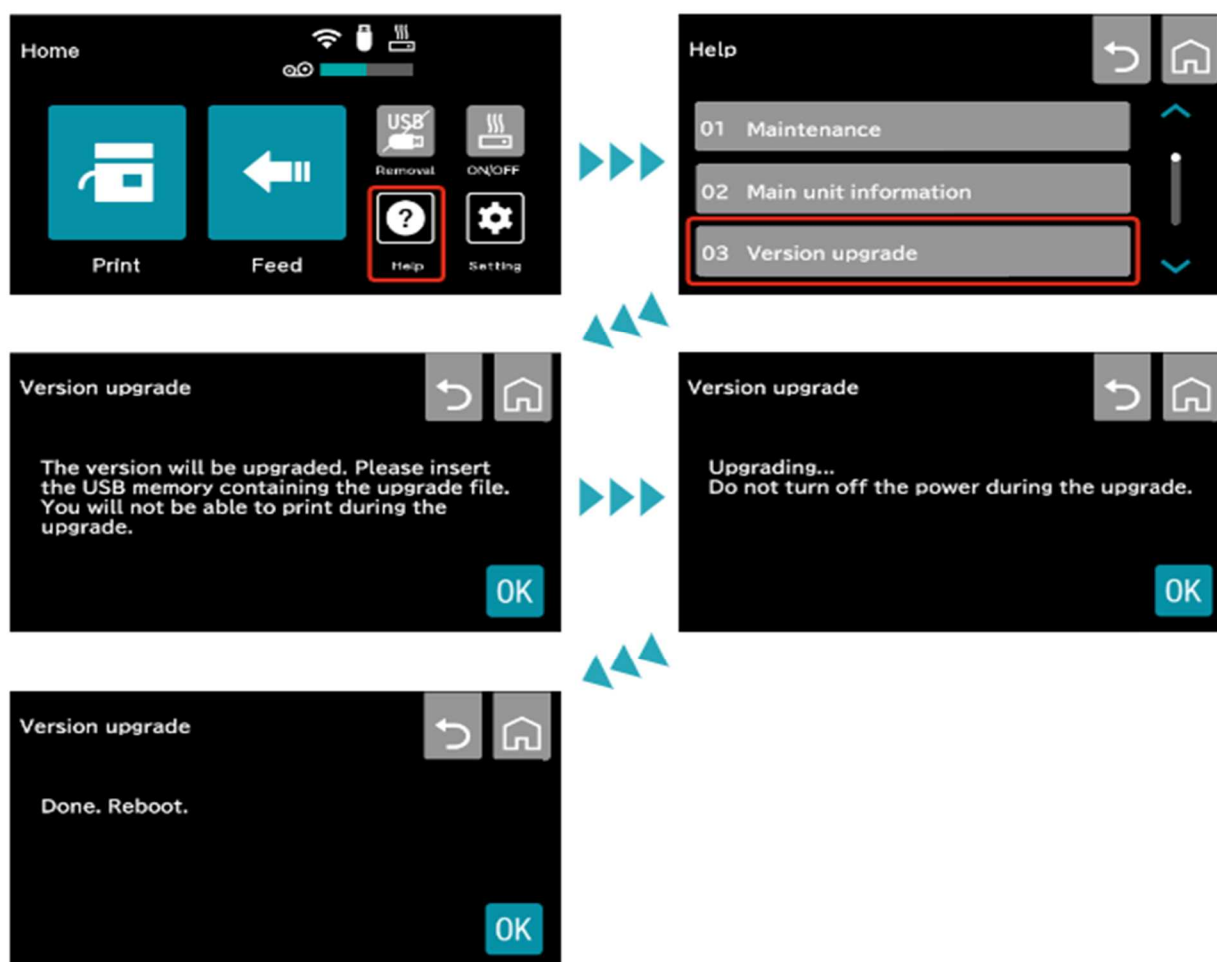 Home
USB
Removal
ON/OFF
Print
Feed
Help
Setting
Help
01 Maintenance
02 Main unit information
03 Version upgrade
Version upgrade
The version will be upgraded. Please insert
the USB memory containing the upgrade file.
You will not be able to print during the
upgrade.
OK
Version upgrade
Upgrading...
Do not turn off the power during the upgrade.
OK
Version upgrade
Done. Reboot.
OK